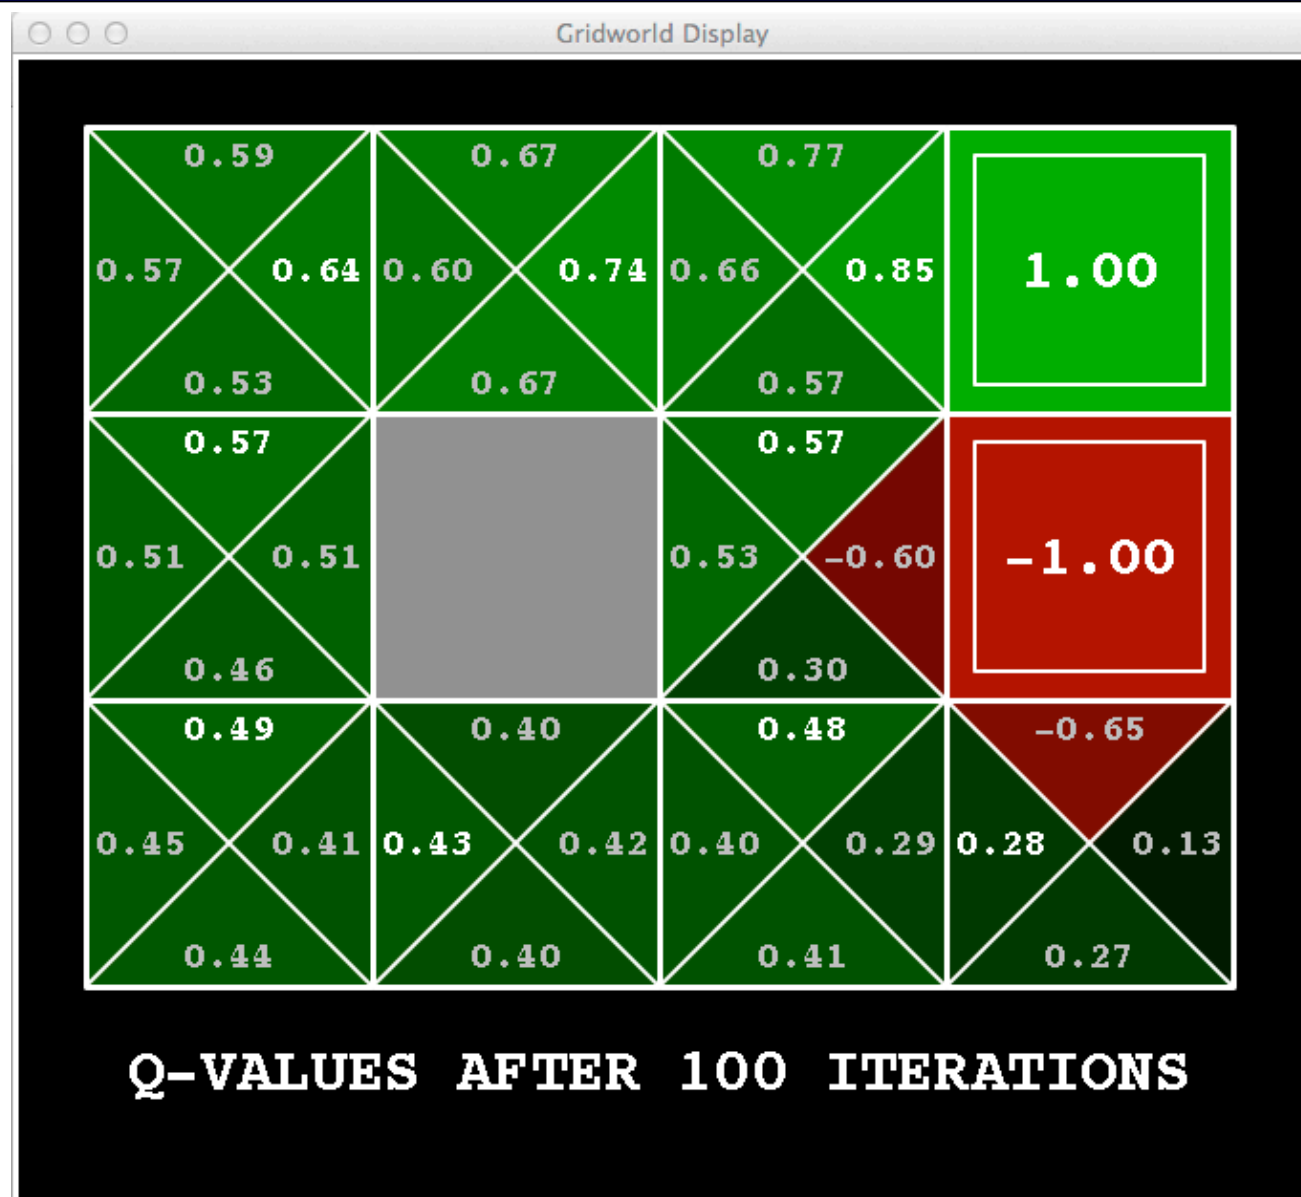 Gridworld Display
0.59 0.67 0.77
0.57 0.64 0.60 0.74 0.66 0.85 1.00
0.53 0.67 0.57
0.57 0.57
0.51 0.51 0.53 -0.60 -1.00
0.46 0.30
0.49 0.40 0.48 -0.65
0.45 0.41 0.43 0.42 0.40 0.29 0.28 0.13
0.44 0.40 0.41 0.27
Q-VALUES AFTER 100 ITERATIONS